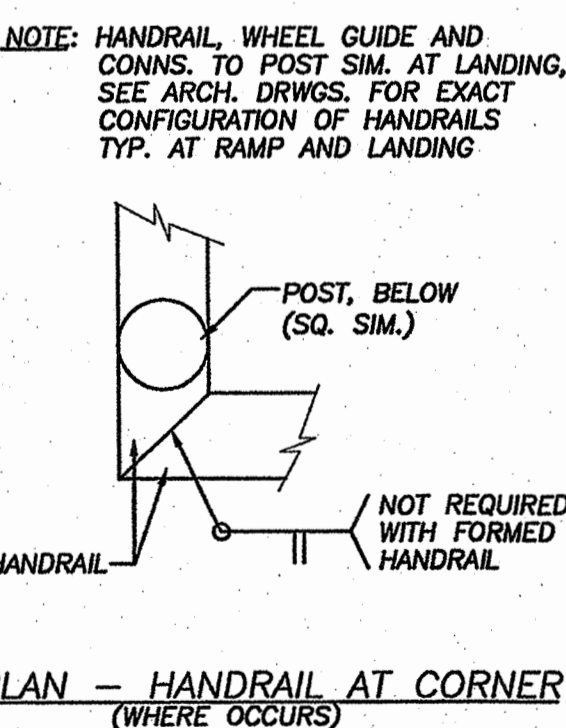 NOTE: HANDRAIL, WHEEL GUIDE AND
CONNS. TO POST SIM. AT LANDING,
SEE ARCH. DRWGS. FOR EXACT
CONFIGURATION OF HANDRAILS
TYP. AT RAMP AND LANDING
POST, BELOW
(SQ. SIM.)
NOT REQUIRED
WITH FORMED
HANDRAIL
HANDRAIL
PLAN – HANDRAIL AT CORNER
(WHERE OCCURS)